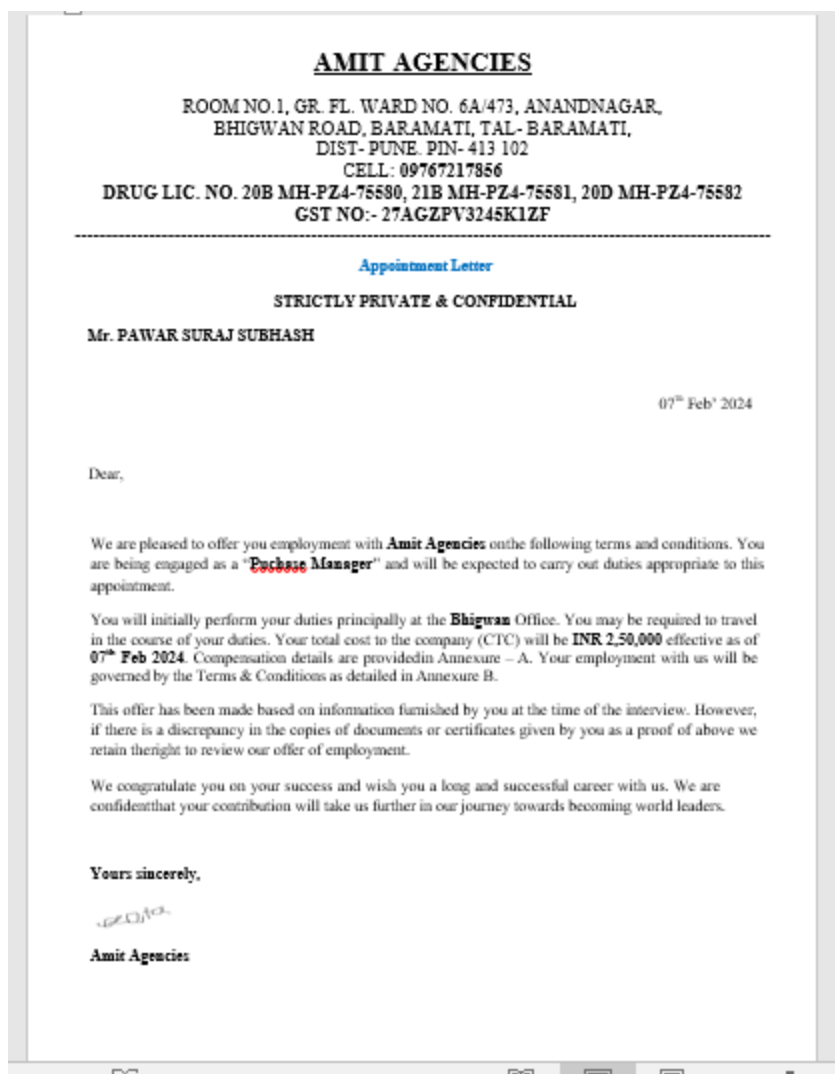 AMIT AGENCIES
ROOM NO.1, GR. FL. WARD NO. 6A/473, ANANDNAGAR,
BHIGWAN ROAD, BARAMATI, TAL- BARAMATI,
DIST- PUNE. PIN- 413 102
CELL: 09767217856
DRUG LIC. NO. 20B MH-PZ4-75580, 21B MH-PZ4-75581, 20D MH-PZ4-75582
GST NO:- 27AGZPV3245K1ZF
Appointment Letter
STRICTLY PRIVATE & CONFIDENTIAL
Mr. PAWAR SURAJ SUBHASH
07th Feb' 2024
Dear,
We are pleased to offer you employment with Amit Agencies onthe following terms and conditions. You
are being engaged as a "Puchase Manager" and will be expected to carry out duties appropriate to this
appointment.
You will initially perform your duties principally at the Bhigwan Office. You may be required to travel
in the course of your duties. Your total cost to the company (CTC) will be INR 2,50,000 effective as of
07th Feb 2024. Compensation details are providedin Annexure – A. Your employment with us will be
governed by the Terms & Conditions as detailed in Annexure B.
This offer has been made based on information furnished by you at the time of the interview. However,
if there is a discrepancy in the copies of documents or certificates given by you as a proof of above we
retain theright to review our offer of employment.
We congratulate you on your success and wish you a long and successful career with us. We are
confidentthat your contribution will take us further in our journey towards becoming world leaders.
Yours sincerely,
Amit Agencies